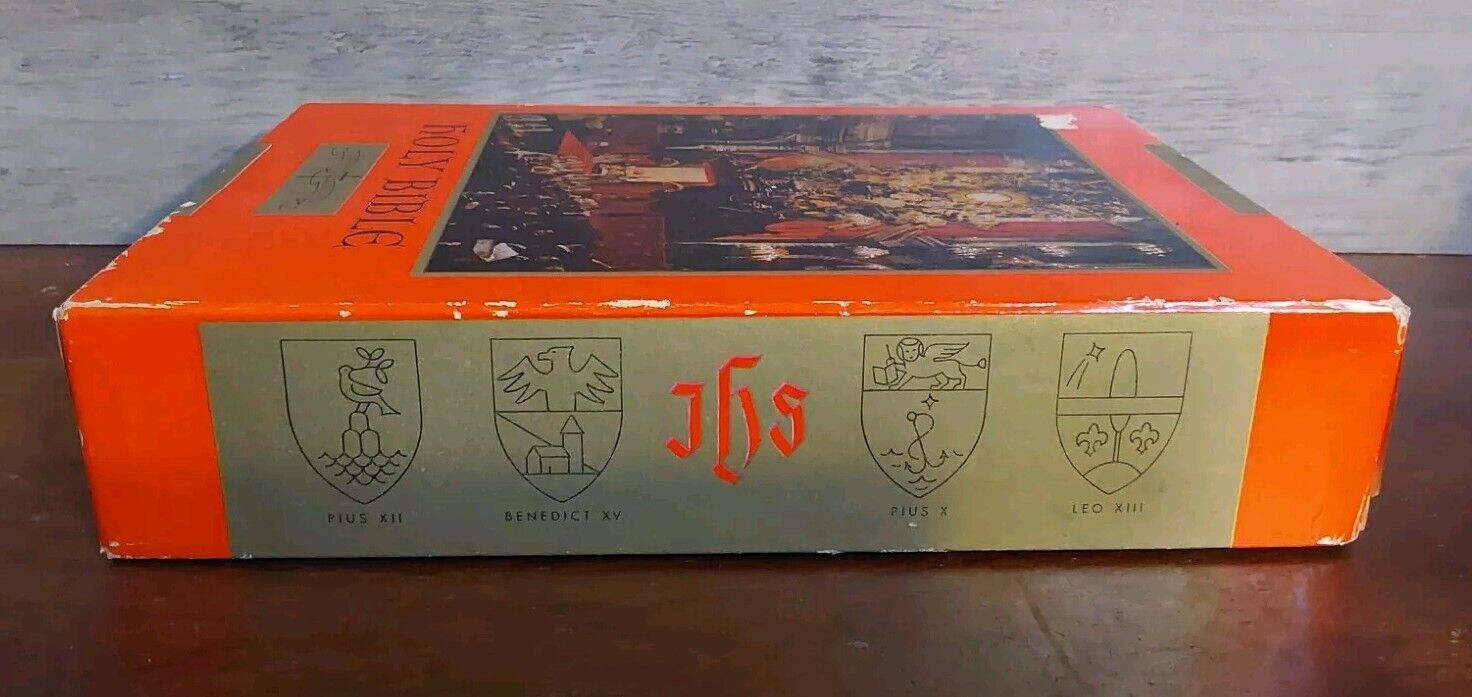 HOLY BIBLE
IHS
PIUS XII
BENEDICT XV
PIUS X
LEO XIII